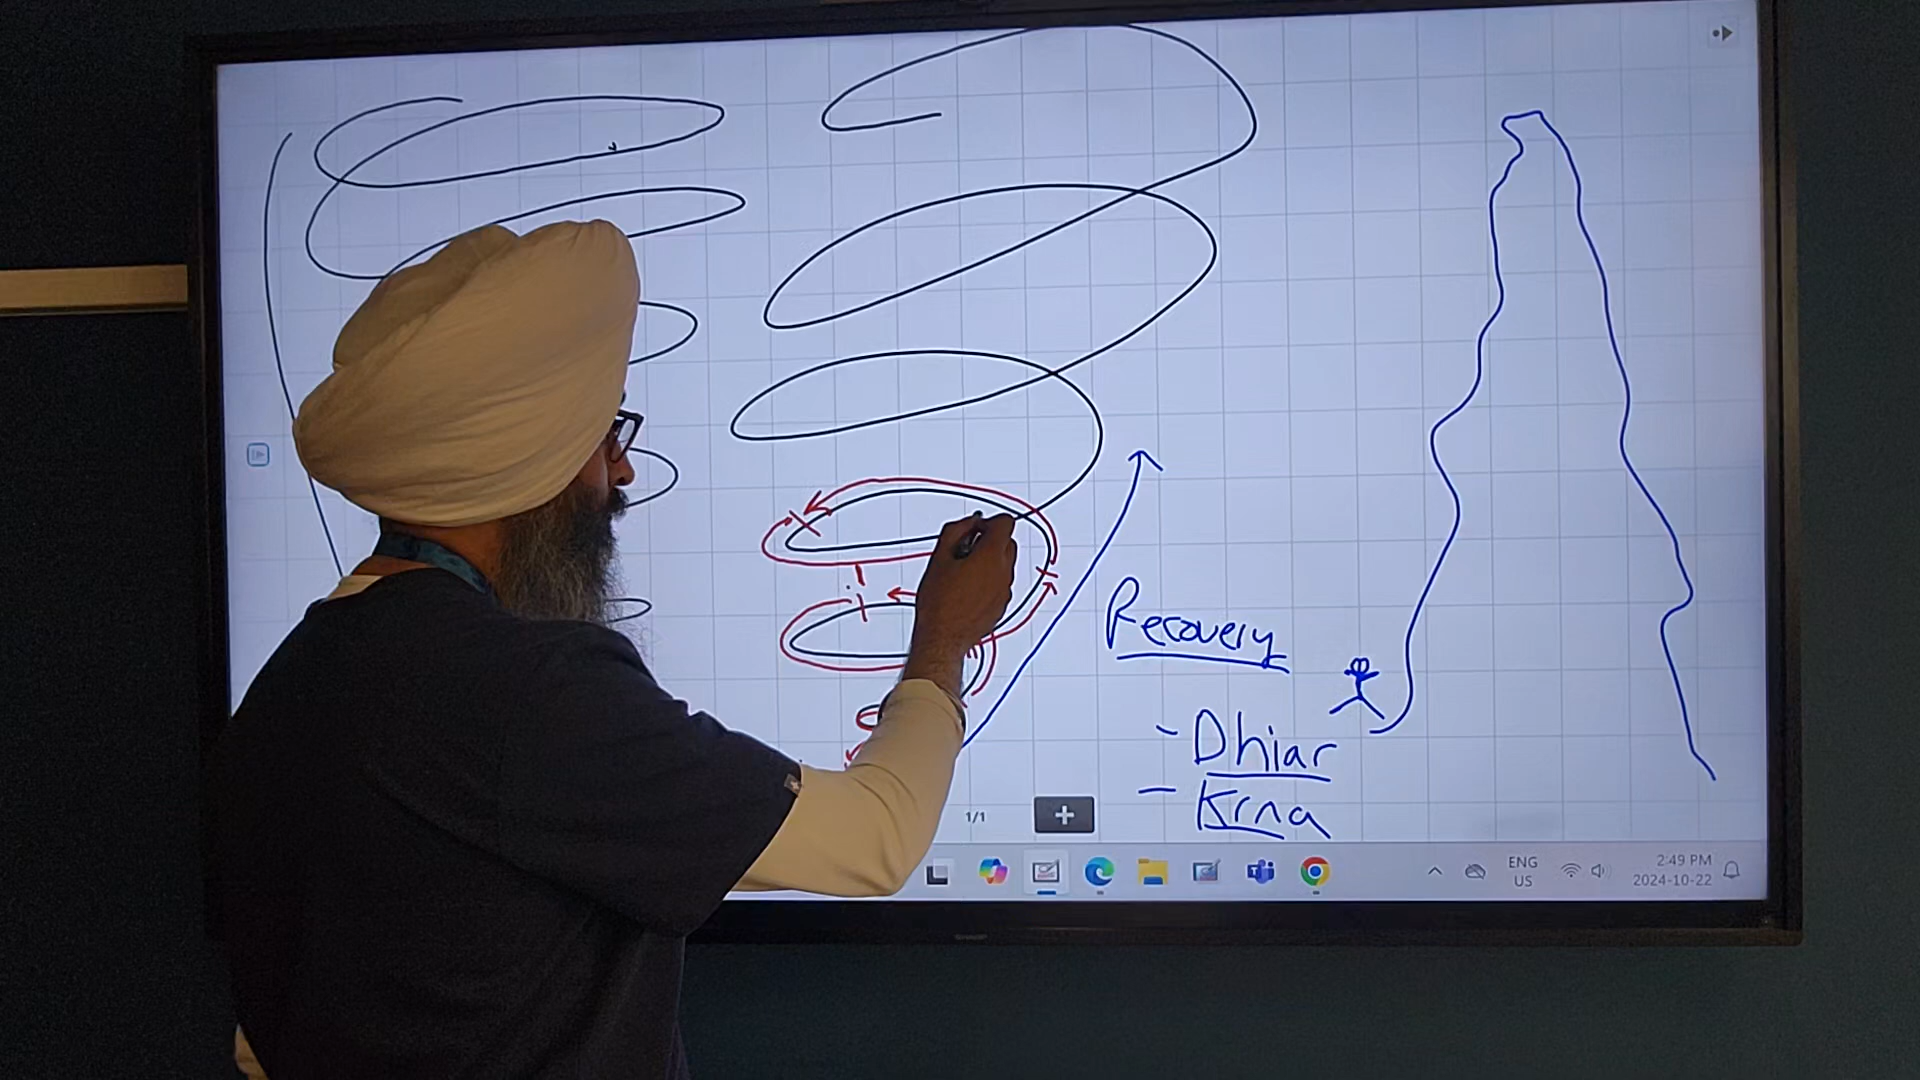 Recovery
- Dhiar
- Krna
1/1
+
ENG
US
2:49 PM
2024-10-22